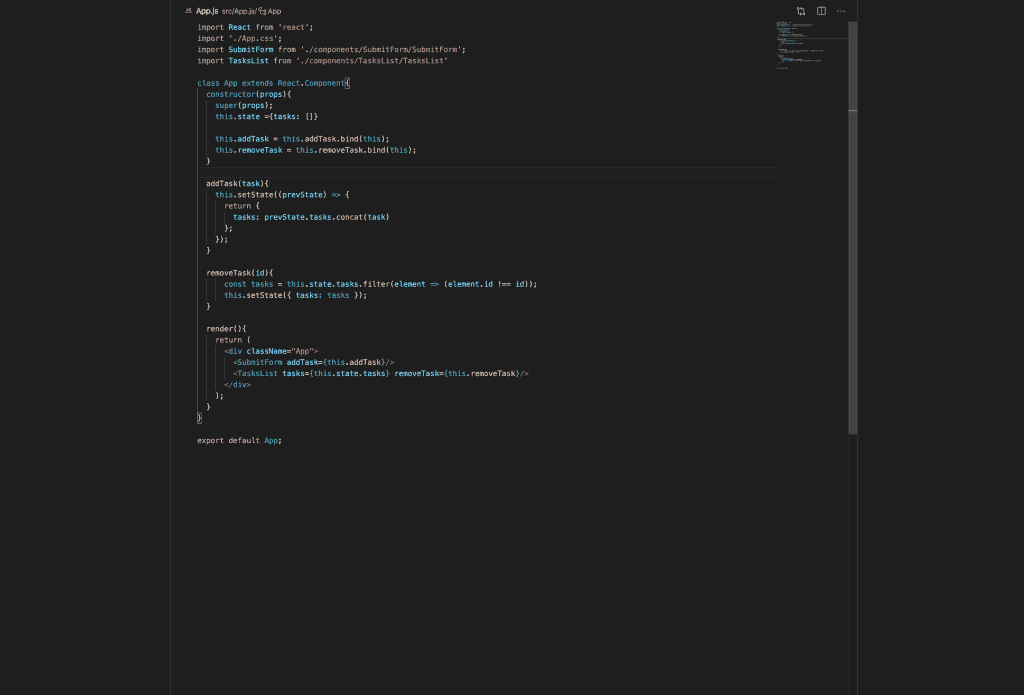 JS App.js src/App.js/App
import React from 'react';
import './App.css';
import SubmitForm from './components/SubmitForm/SubmitForm';
import TasksList from './components/TasksList/TasksList'
class App extends React.Component{
constructor(props){
super(props);
this.state ={tasks: []}
this.addTask = this.addTask.bind(this);
this.removeTask = this.removeTask.bind(this);
}
addTask(task){
this.setState((prevState) => {
return {
tasks: prevState.tasks.concat(task)
};
});
}
removeTask(id){
const tasks = this.state.tasks.filter(element => (element.id !== id));
this.setState({ tasks: tasks });
}
render(){
return (
<div className="App">
<SubmitForm addTask={this.addTask}/>
<TasksList tasks={this.state.tasks} removeTask={this.removeTask}/>
</div>
);
}
}
export default App;